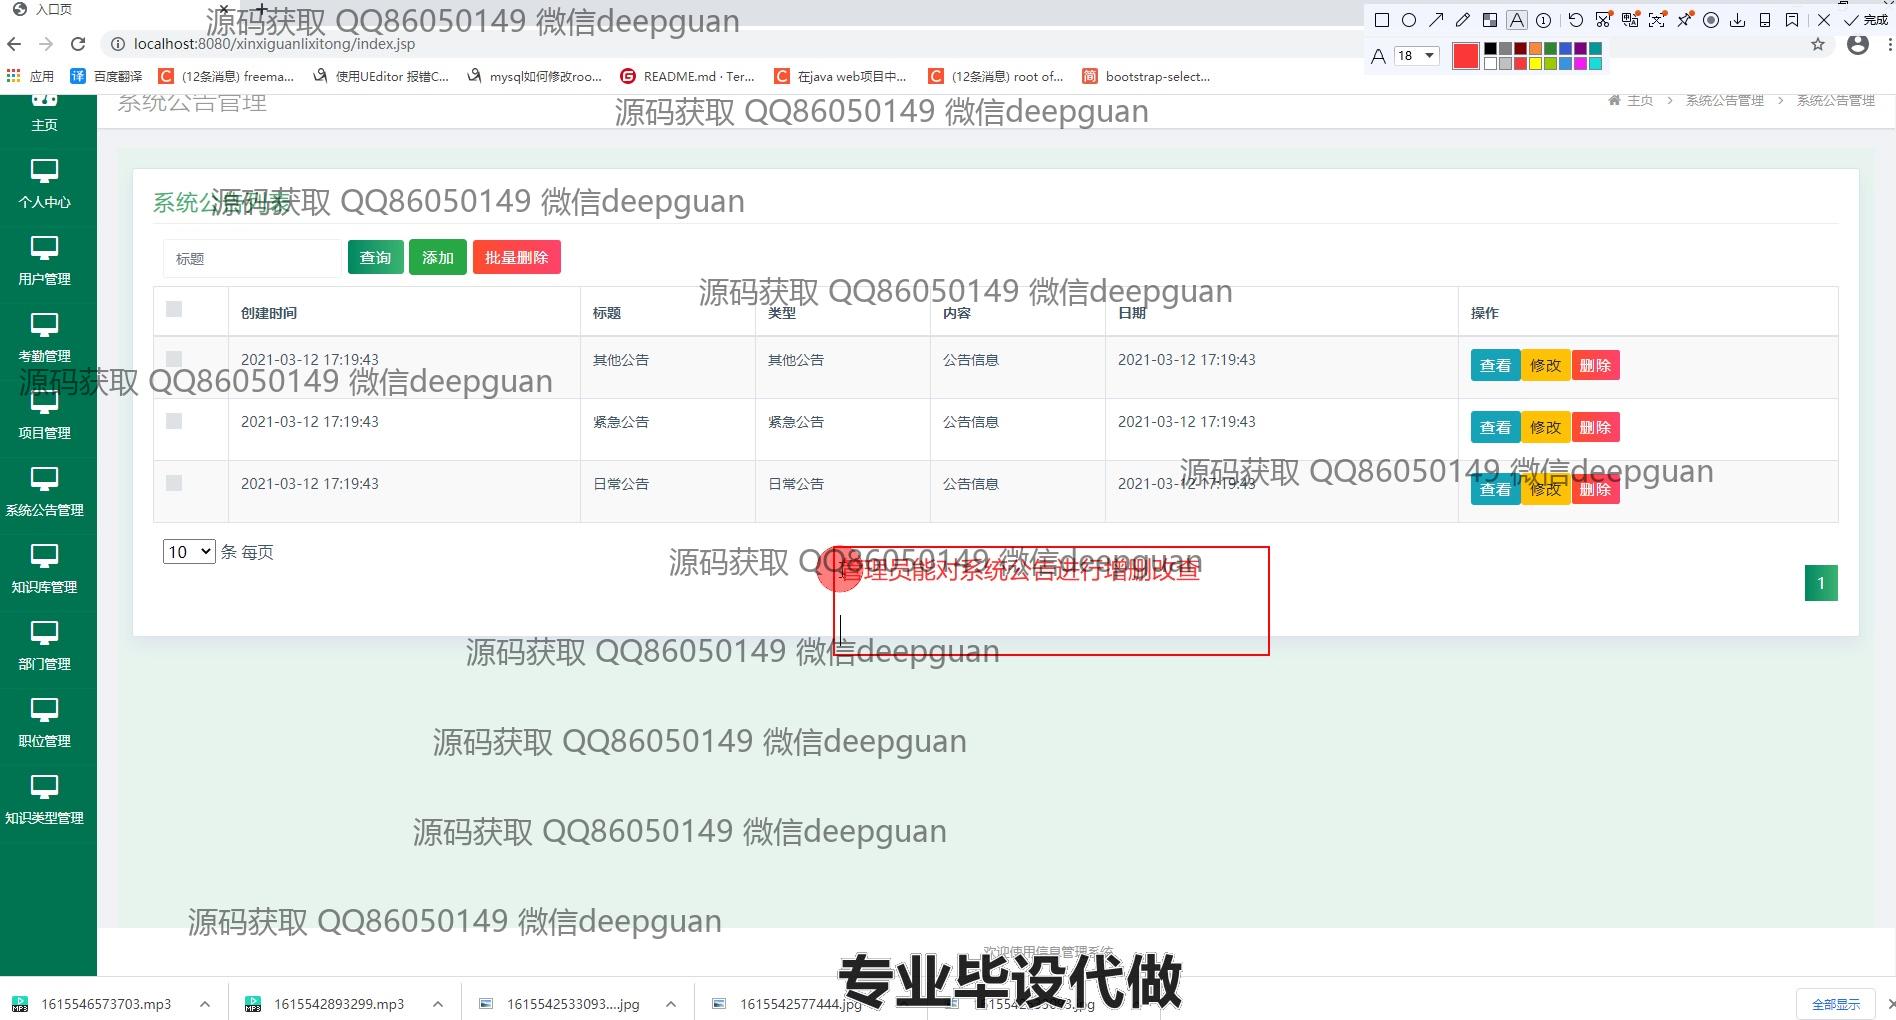 入口页
源码获取 QQ86050149 微信deepguan
完成
localhost:8080/xinxiguanlixitong/index.jsp
A 18
应用 百度翻译 (12条消息) freema... 使用UEditor 报错C... mysql如何修改roo... README.md · Ter... 在java web项目中... (12条消息) root of... bootstrap-select...
系统公告管理
主页 > 系统公告管理 > 系统公告管理
源码获取 QQ86050149 微信deepguan
主页
个人中心
用户管理
考勤管理
项目管理
系统公告管理
知识库管理
部门管理
职位管理
知识类型管理
系统公告列表
源码获取 QQ86050149 微信deepguan
标题 查询 添加 批量删除
源码获取 QQ86050149 微信deepguan
创建时间 标题 类型 内容 日期 操作
2021-03-12 17:19:43 其他公告 其他公告 公告信息 2021-03-12 17:19:43 查看 修改 删除
源码获取 QQ86050149 微信deepguan
2021-03-12 17:19:43 紧急公告 紧急公告 公告信息 2021-03-12 17:19:43 查看 修改 删除
源码获取 QQ86050149 微信deepguan
2021-03-12 17:19:43 日常公告 日常公告 公告信息 2021-03-12 17:19:43 查看 修改 删除
10 条 每页
源码获取 QQ86050149 微信deepguan
管理员能对系统公告进行增删改查
1
源码获取 QQ86050149 微信deepguan
源码获取 QQ86050149 微信deepguan
源码获取 QQ86050149 微信deepguan
源码获取 QQ86050149 微信deepguan
欢迎使用信息管理系统
专业毕设代做
1615546573703.mp3 1615542893299.mp3 1615542533093....jpg 1615542577444.jpg
全部显示